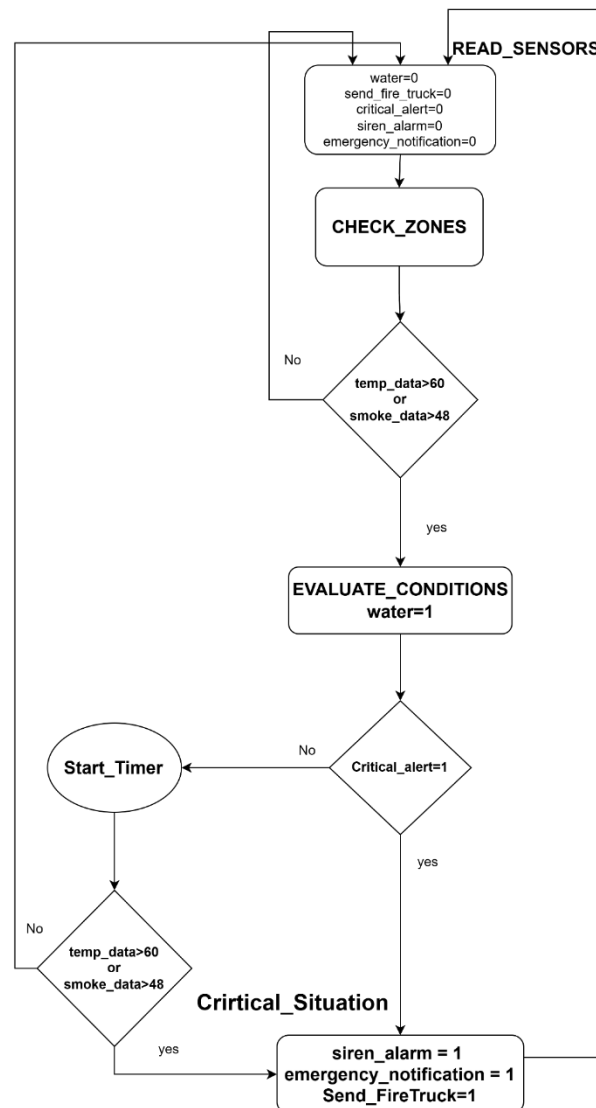 READ_SENSORS
water=0
send_fire_truck=0
critical_alert=0
siren_alarm=0
emergency_notification=0
CHECK_ZONES
No
temp_data>60
or
smoke_data>48
yes
EVALUATE_CONDITIONS
water=1
No
Start_Timer
Critical_alert=1
yes
No
temp_data>60
or
smoke_data>48
Crirtical_Situation
yes
siren_alarm = 1
emergency_notification = 1
Send_FireTruck=1